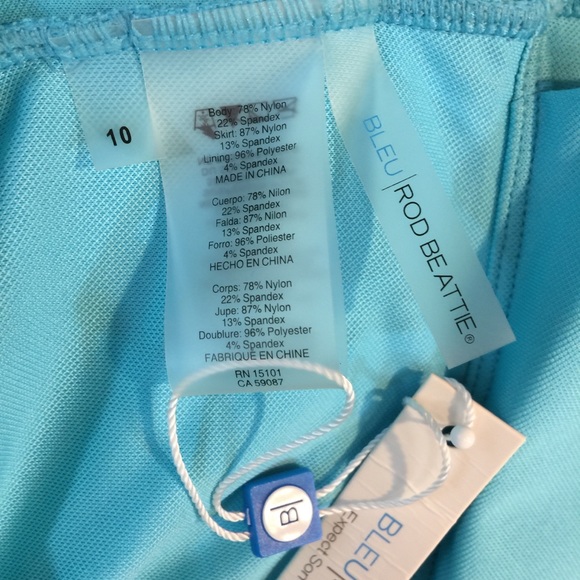 10
Body: 78% Nylon
22% Spandex
Skirt: 87% Nylon
13% Spandex
Lining: 96% Polyester
4% Spandex
MADE IN CHINA
Cuerpo: 78% Nilon
22% Spandex
Falda: 87% Nilon
13% Spandex
Forro: 96% Poliester
4% Spandex
HECHO EN CHINA
Corps: 78% Nylon
22% Spandex
Jupe: 87% Nylon
13% Spandex
Doublure: 96% Polyester
4% Spandex
FABRIQUÉ EN CHINE
RN 15101
CA 59087
BLEU|ROD BEATTIE®
B|
BLEU|
Expect